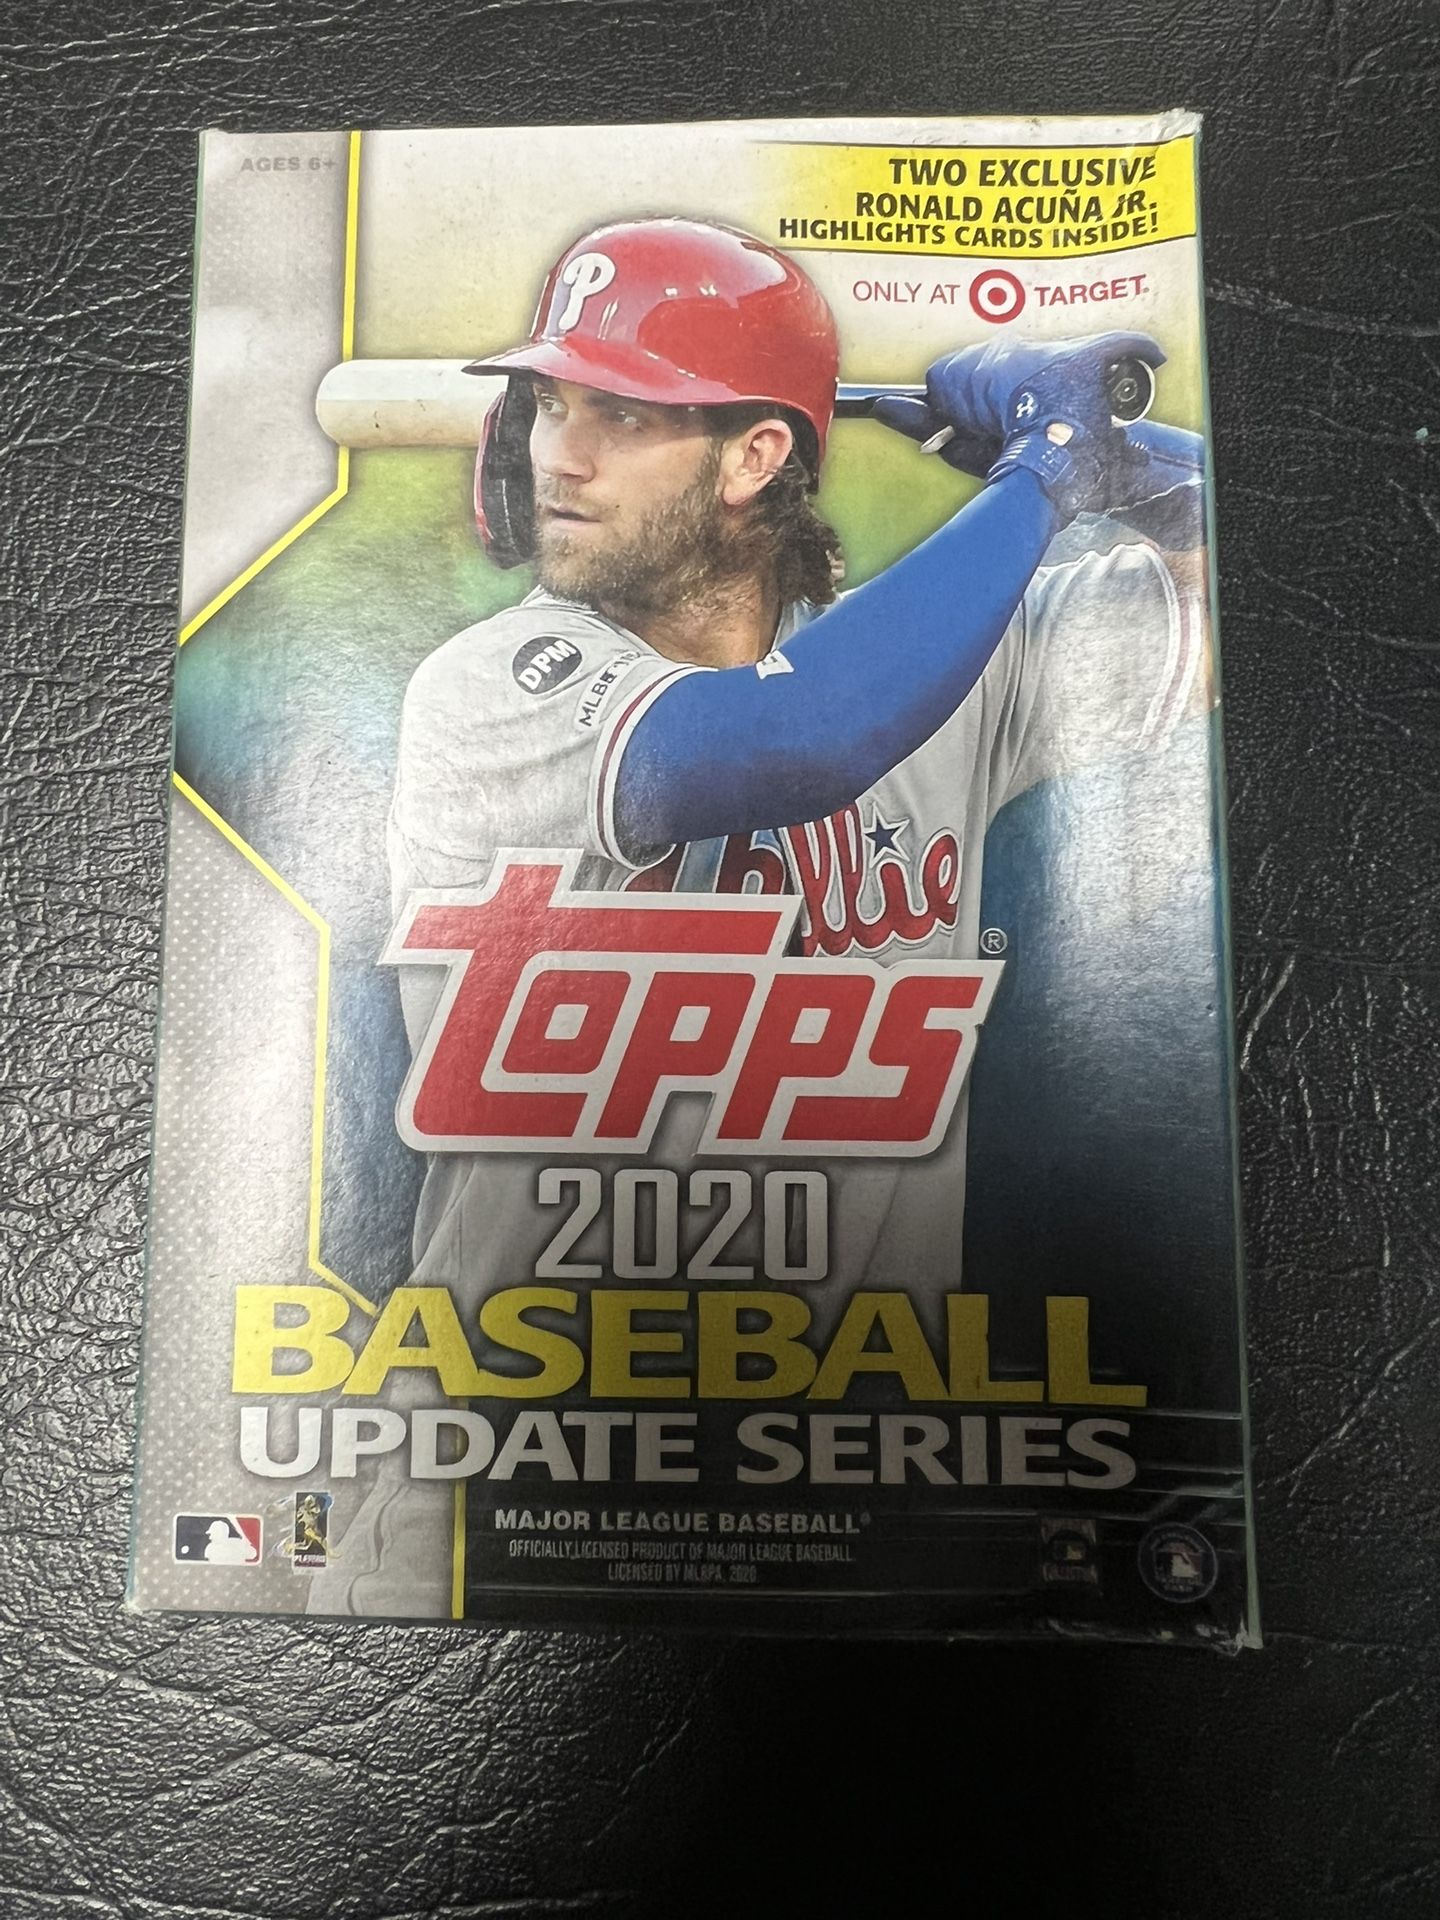 AGES 6+
TWO EXCLUSIVE
RONALD ACUÑA JR.
HIGHLIGHTS CARDS INSIDE!
ONLY AT TARGET.
P
DPM
MLB
topps®
2020
BASEBALL
UPDATE SERIES
MAJOR LEAGUE BASEBALL®
OFFICIALLY LICENSED PRODUCT OF MAJOR LEAGUE BASEBALL
LICENSED BY MLBPA, 2020